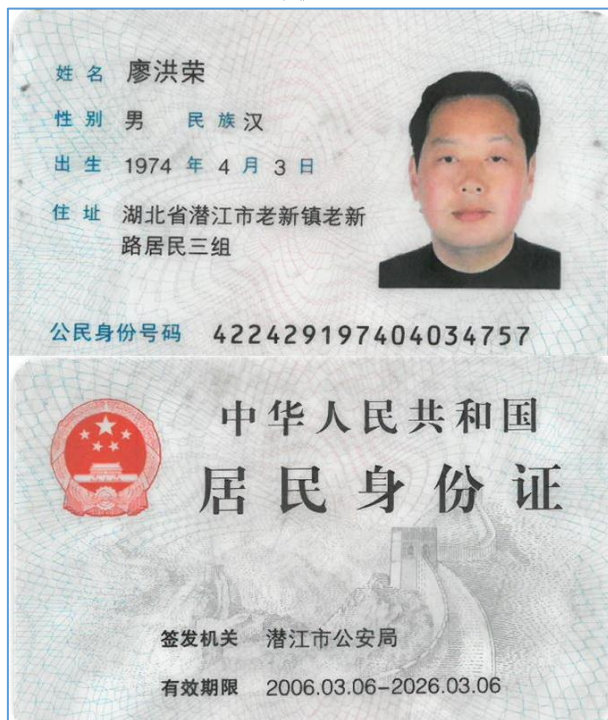 姓名 廖洪荣
性别 男 民族 汉
出生 1974 年 4 月 3 日
住址 湖北省潜江市老新镇老新
路居民三组
公民身份号码 422429197404034757
中华人民共和国
居民身份证
签发机关 潜江市公安局
有效期限 2006.03.06-2026.03.06